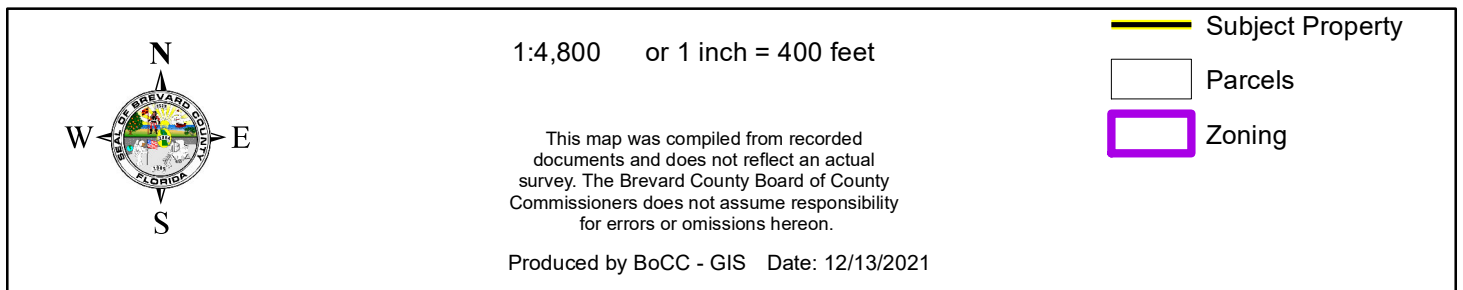 N
W
E
S
SEAL OF BREVARD COUNTY
FLORIDA
1:4,800 or 1 inch = 400 feet
This map was compiled from recorded
documents and does not reflect an actual
survey. The Brevard County Board of County
Commissioners does not assume responsibility
for errors or omissions hereon.
Produced by BoCC - GIS Date: 12/13/2021
Subject Property
Parcels
Zoning